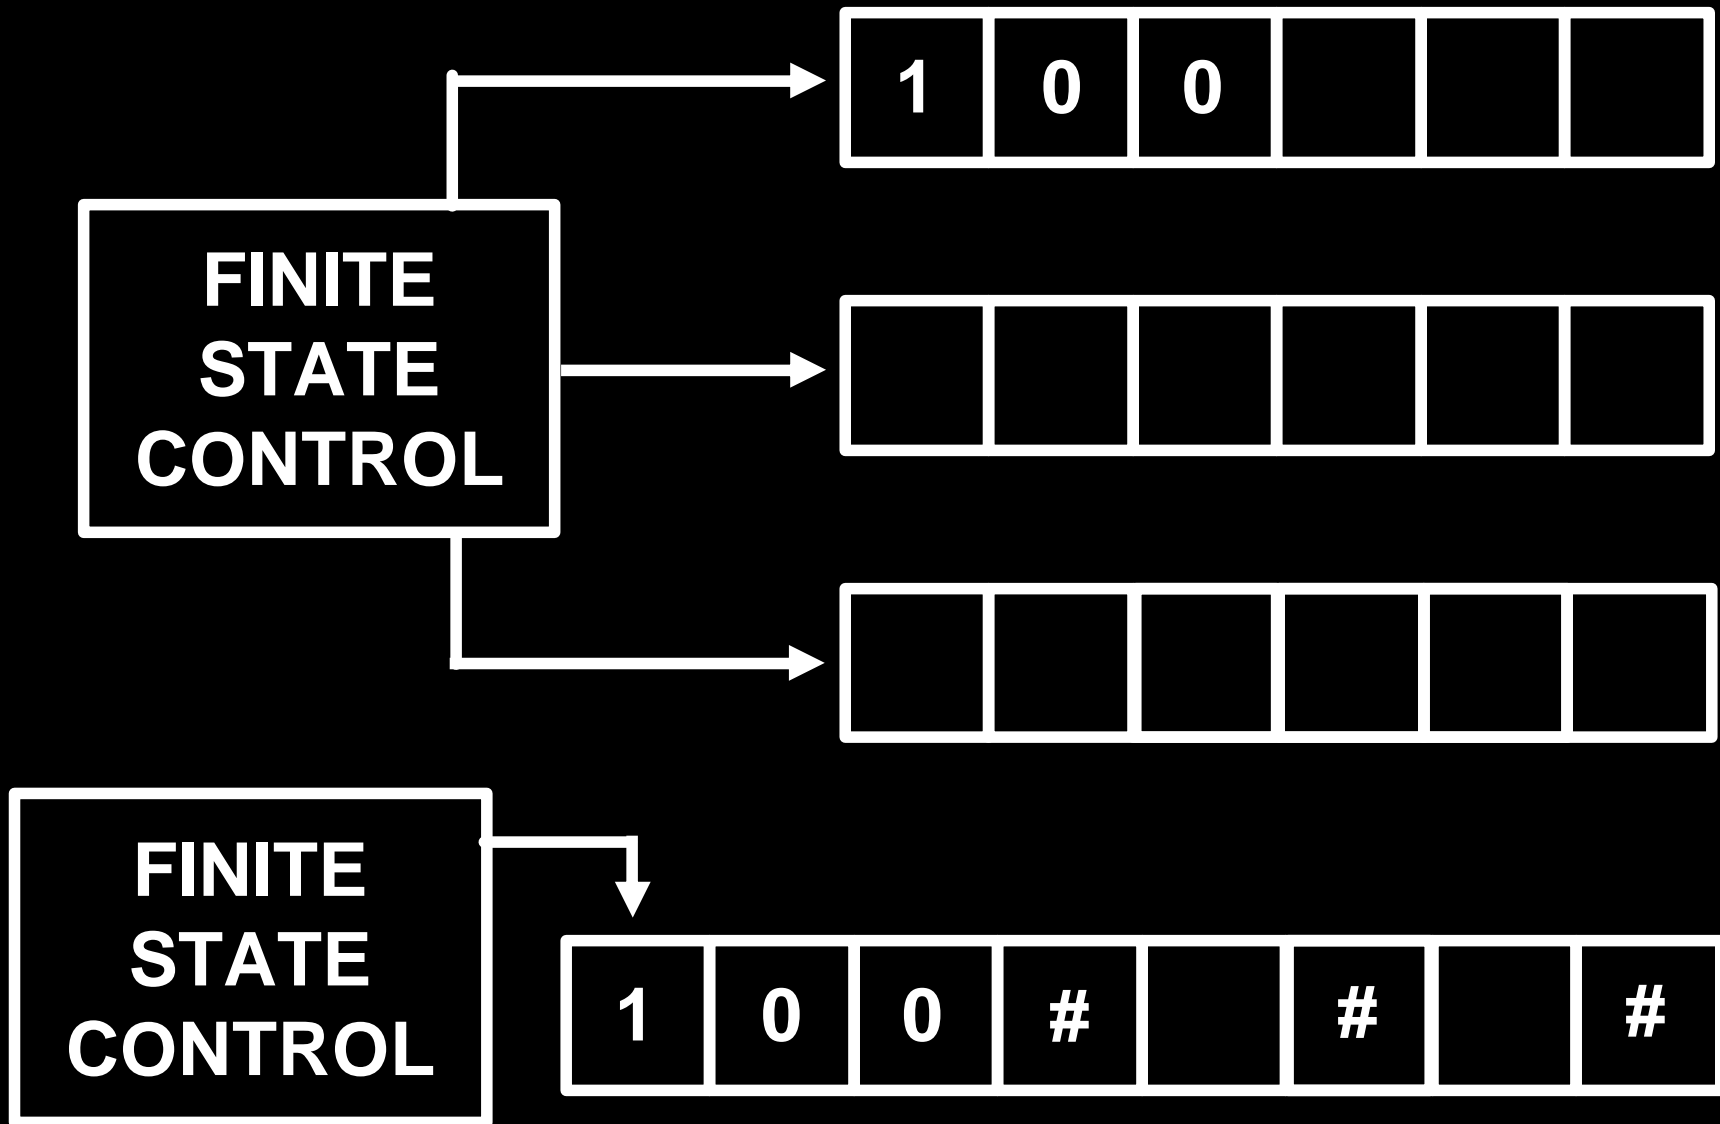 1 0 0
FINITE
STATE
CONTROL
FINITE
STATE
CONTROL
1 0 0 # # #